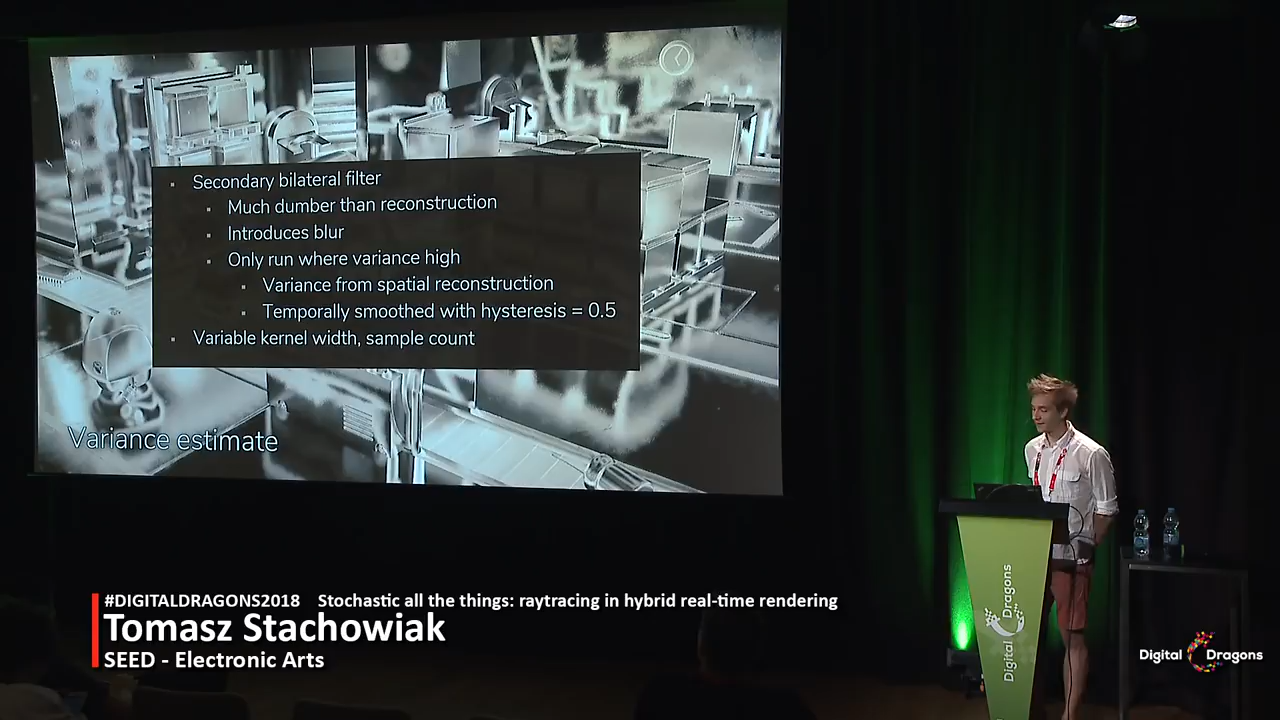 Secondary bilateral filter
Much dumber than reconstruction
Introduces blur
Only run where variance high
Variance from spatial reconstruction
Temporally smoothed with hysteresis = 0.5
Variable kernel width, sample count
Variance estimate
#DIGITALDRAGONS2018 Stochastic all the things: raytracing in hybrid real-time rendering
Tomasz Stachowiak
SEED - Electronic Arts
Digital Dragons
Digital Dragons